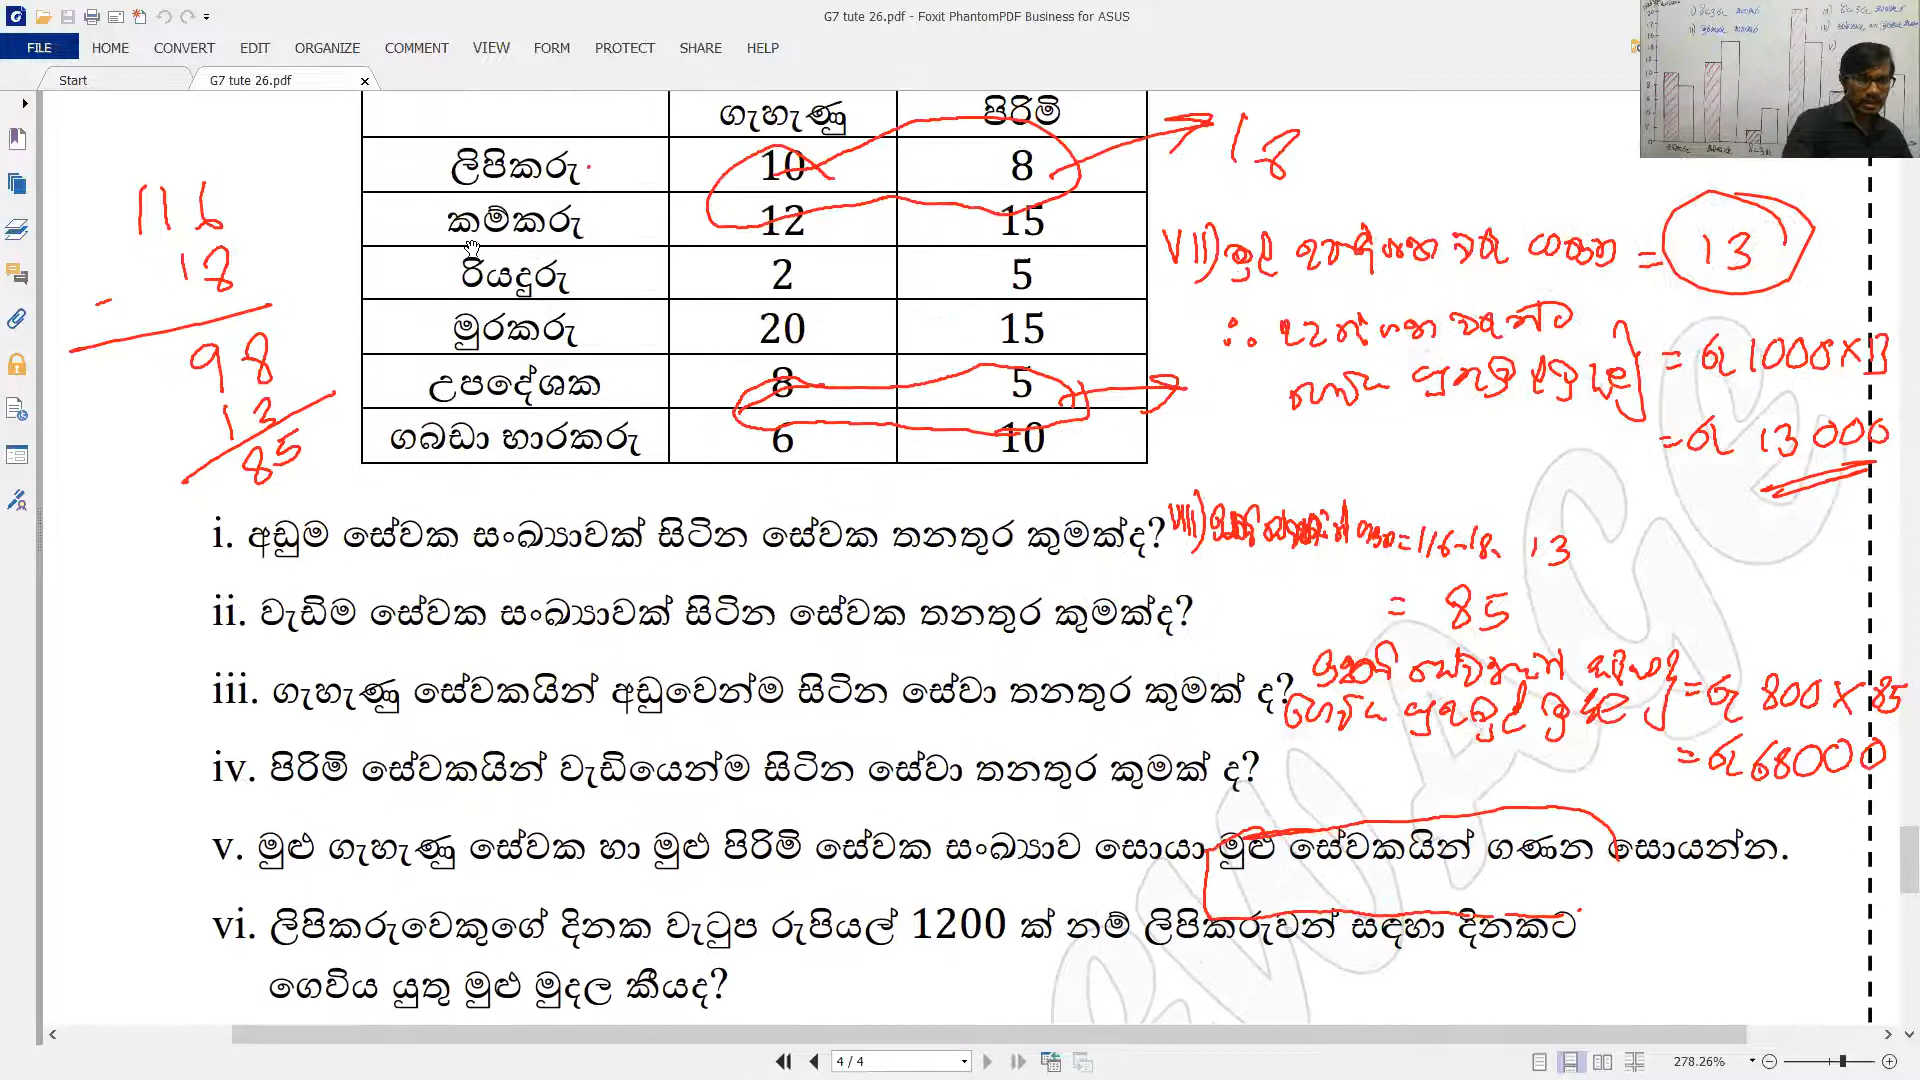 G7 tute 26.pdf - Foxit PhantomPDF Business for ASUS
FILE HOME CONVERT EDIT ORGANIZE COMMENT VIEW FORM PROTECT SHARE HELP
Start G7 tute 26.pdf
ගැහැණු පිරිමි
ලිපිකරු 10 8
කම්කරු 12 15
රියදුරු 2 5
මුරකරු 20 15
උපදේශක 8 5
ගබඩා භාරකරු 6 10
116
- 18
98
13
85
18
VII) = 13
= රු 1000 × 13
= රු 13 000
VIII) = 116 - 18 - 13
= 85
= රු 800 × 85
= රු 68000
i. අඩුම සේවක සංඛ්‍යාවක් සිටින සේවක තනතුර කුමක්ද?
ii. වැඩිම සේවක සංඛ්‍යාවක් සිටින සේවක තනතුර කුමක්ද?
iii. ගැහැණු සේවකයින් අඩුවෙන්ම සිටින සේවා තනතුර කුමක් ද?
iv. පිරිමි සේවකයින් වැඩියෙන්ම සිටින සේවා තනතුර කුමක් ද?
v. මුළු ගැහැණු සේවක හා මුළු පිරිමි සේවක සංඛ්‍යාව සොයා මුළු සේවකයින් ගණන සොයන්න.
vi. ලිපිකරුවෙකුගේ දිනක වැටුප රුපියල් 1200 ක් නම් ලිපිකරුවන් සඳහා දිනකට
ගෙවිය යුතු මුළු මුදල කීයද?
4 / 4
278.26%